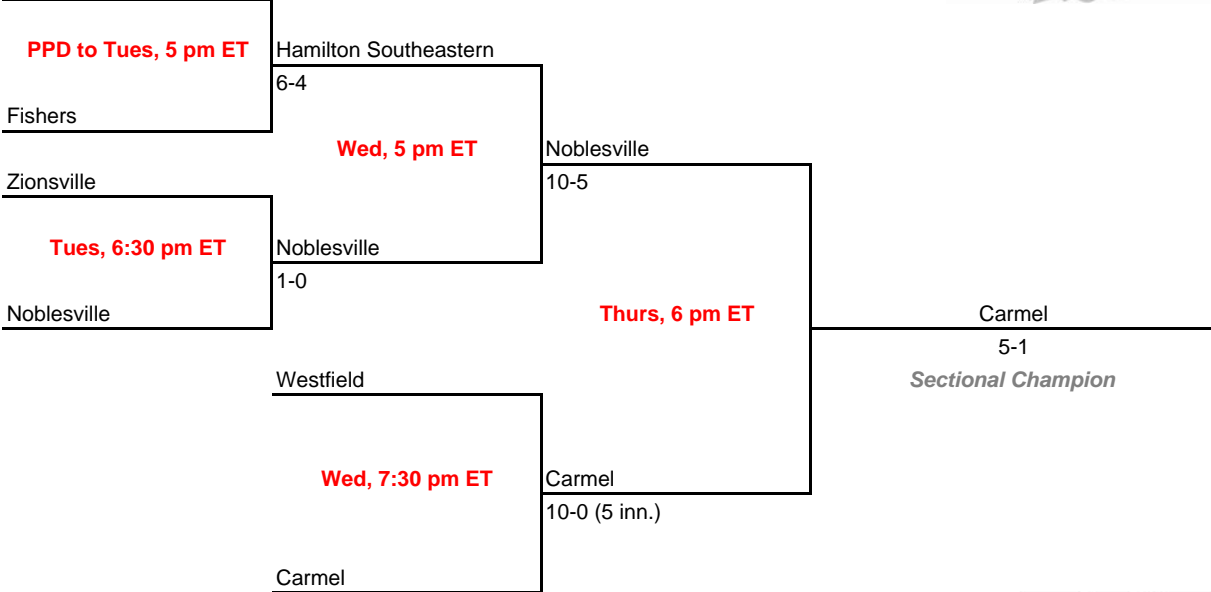 PPD to Tues, 5 pm ET
Hamilton Southeastern
6-4
Fishers
Wed, 5 pm ET
Noblesville
10-5
Zionsville
Tues, 6:30 pm ET
Noblesville
1-0
Noblesville
Thurs, 6 pm ET
Carmel
5-1
Sectional Champion
Westfield
Wed, 7:30 pm ET
Carmel
10-0 (5 inn.)
Carmel